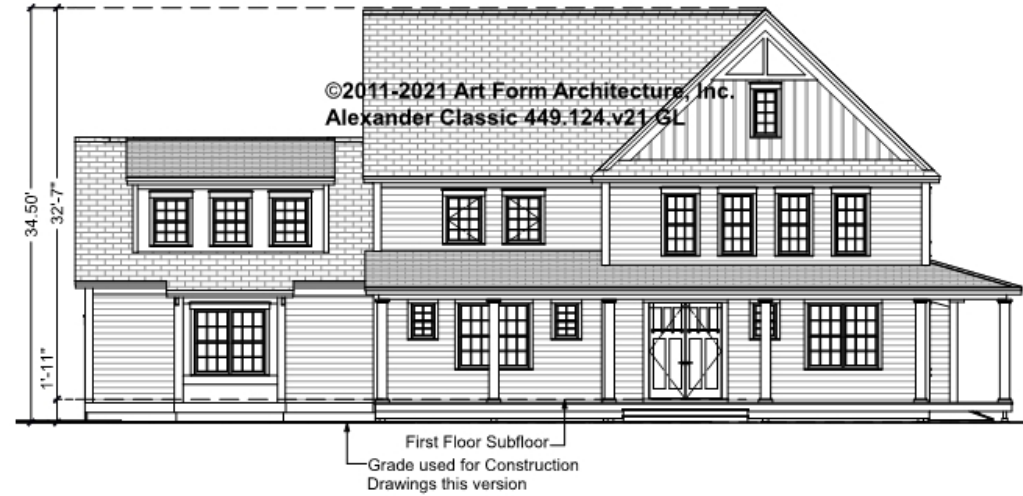 ©2011-2021 Art Form Architecture, Inc.
Alexander Classic 449.124.v21 GL
34.50'
32'-7"
1'-11"
First Floor Subfloor
Grade used for Construction
Drawings this version